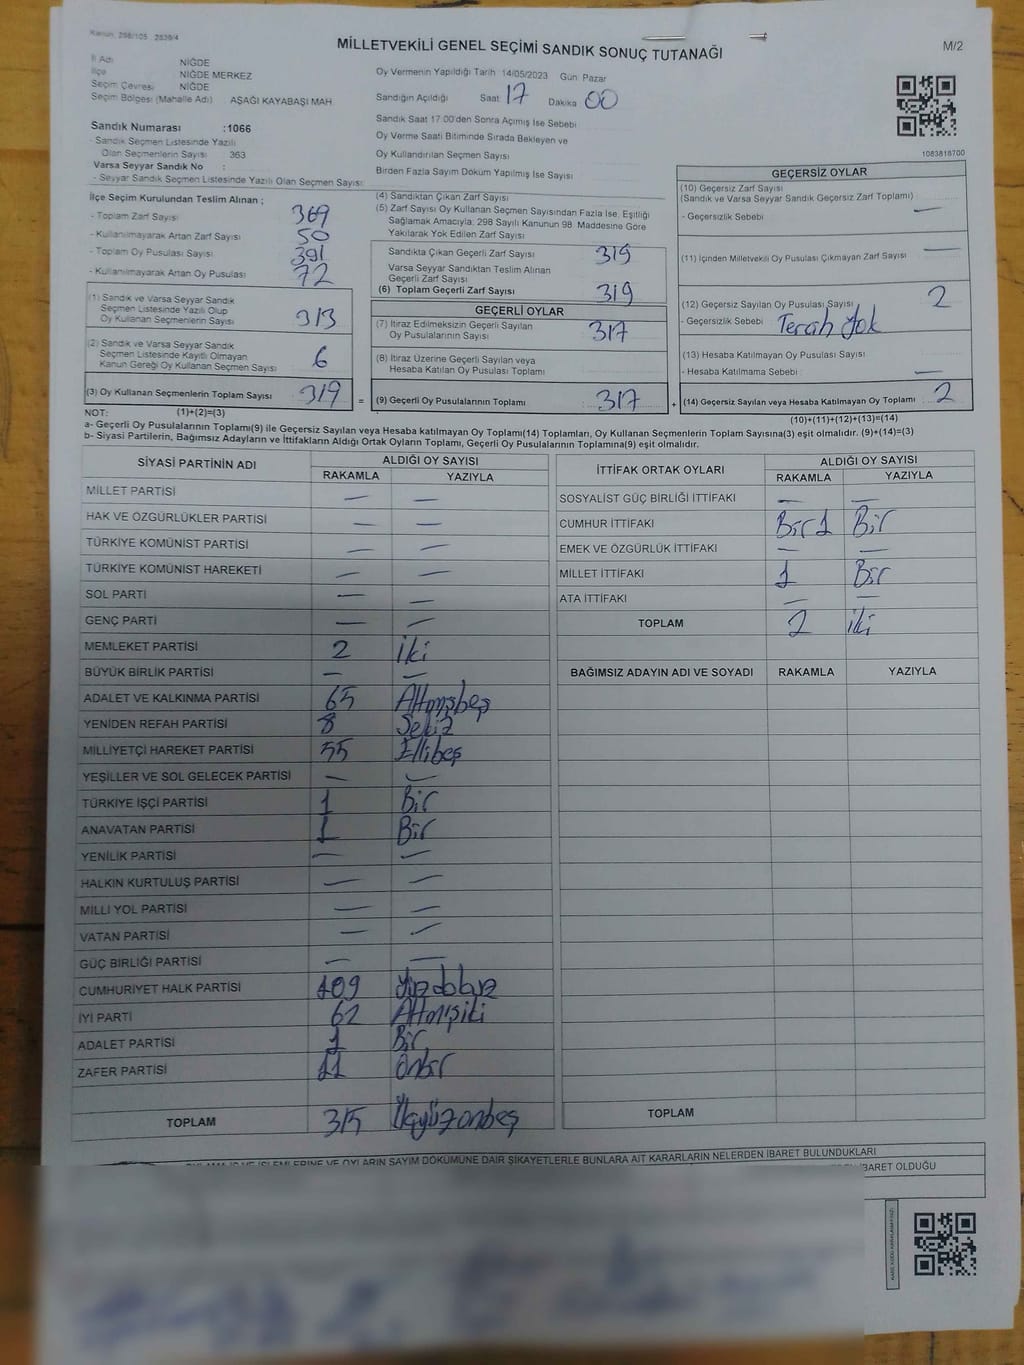 Kanun, 298/105 2839/4
MİLLETVEKİLİ GENEL SEÇİMİ SANDIK SONUÇ TUTANAĞI
M/2
İl Adı NİĞDE
İlçe NİĞDE MERKEZ
Seçim Çevresi NİĞDE
Seçim Bölgesi (Mahalle Adı) AŞAĞI KAYABAŞI MAH.
Oy Vermenin Yapıldığı Tarih 14/05/2023 Gün Pazar
Sandığın Açıldığı Saat 17 Dakika 00
Sandık Saat 17:00'den Sonra Açımış İse Sebebi
Oy Verme Saati Bitiminde Sırada Bekleyen ve
Oy Kullandırılan Seçmen Sayısı
Birden Fazla Sayım Döküm Yapılmış İse Sayısı
1083816700
Sandık Numarası :1066
- Sandık Seçmen Listesinde Yazılı
Olan Seçmenlerin Sayısı 363
Varsa Seyyar Sandık No :
- Seyyar Sandık Seçmen Listesinde Yazılı Olan Seçmen Sayısı:
İlçe Seçim Kurulundan Teslim Alınan ;
- Toplam Zarf Sayısı 369
- Kullanılmayarak Artan Zarf Sayısı 50
- Toplam Oy Pusulası Sayısı 391
- Kullanılmayarak Artan Oy Pusulası 72
(1) Sandık ve Varsa Seyyar Sandık
Seçmen Listesinde Yazılı Olup
Oy Kullanan Seçmenlerin Sayısı 313
(2) Sandık ve Varsa Seyyar Sandık
Seçmen Listesinde Kayıtlı Olmayan
Kanun Gereği Oy Kullanan Seçmen Sayısı 6
(3) Oy Kullanan Seçmenlerin Toplam Sayısı 319 =
(4) Sandıktan Çıkan Zarf Sayısı
(5) Zarf Sayısı Oy Kullanan Seçmen Sayısından Fazla İse, Eşitliği
Sağlamak Amacıyla; 298 Sayılı Kanunun 98. Maddesine Göre
Yakılarak Yok Edilen Zarf Sayısı
Sandıkta Çıkan Geçerli Zarf Sayısı 319
Varsa Seyyar Sandıktan Teslim Alınan
Geçerli Zarf Sayısı
(6) Toplam Geçerli Zarf Sayısı 319
GEÇERLİ OYLAR
(7) İtiraz Edilmeksizin Geçerli Sayılan
Oy Pusulalarının Sayısı 317
(8) İtiraz Üzerine Geçerli Sayılan veya
Hesaba Katılan Oy Pusulası Toplamı
(9) Geçerli Oy Pusulalarının Toplamı 317 +
GEÇERSİZ OYLAR
(10) Geçersiz Zarf Sayısı
(Sandık ve Varsa Seyyar Sandık Geçersiz Zarf Toplamı)
- Geçersizlik Sebebi —
(11) İçinden Milletvekili Oy Pusulası Çıkmayan Zarf Sayısı —
(12) Geçersiz Sayılan Oy Pusulası Sayısı 2
- Geçersizlik Sebebi Tercih Yok
(13) Hesaba Katılmayan Oy Pusulası Sayısı
- Hesaba Katılmama Sebebi —
(14) Geçersiz Sayılan veya Hesaba Katılmayan Oy Toplamı 2
NOT: (1)+(2)=(3)
(10)+(11)+(12)+(13)=(14)
a- Geçerli Oy Pusulalarının Toplamı(9) ile Geçersiz Sayılan veya Hesaba katılmayan Oy Toplamı(14) Toplamları, Oy Kullanan Seçmenlerin Toplam Sayısına(3) eşit olmalıdır. (9)+(14)=(3)
b- Siyasi Partilerin, Bağımsız Adayların ve İttifakların Aldığı Ortak Oyların Toplamı, Geçerli Oy Pusulalarının Toplamına(9) eşit olmalıdır.
SİYASİ PARTİNİN ADI ALDIĞI OY SAYISI
RAKAMLA YAZIYLA
MİLLET PARTİSİ — —
HAK VE ÖZGÜRLÜKLER PARTİSİ — —
TÜRKİYE KOMÜNİST PARTİSİ — —
TÜRKİYE KOMÜNİST HAREKETİ — —
SOL PARTİ — —
GENÇ PARTİ — —
MEMLEKET PARTİSİ 2 İki
BÜYÜK BİRLİK PARTİSİ — —
ADALET VE KALKINMA PARTİSİ 65 Altmışbeş
YENİDEN REFAH PARTİSİ 8 Sekiz
MİLLİYETÇİ HAREKET PARTİSİ 55 Ellibeş
YEŞİLLER VE SOL GELECEK PARTİSİ — —
TÜRKİYE İŞÇİ PARTİSİ 1 Bir
ANAVATAN PARTİSİ 1 Bir
YENİLİK PARTİSİ — —
HALKIN KURTULUŞ PARTİSİ — —
MİLLİ YOL PARTİSİ — —
VATAN PARTİSİ — —
GÜÇ BİRLİĞİ PARTİSİ — —
CUMHURİYET HALK PARTİSİ 109 Yüzdokuz
İYİ PARTİ 62 Altmışiki
ADALET PARTİSİ 1 Bir
ZAFER PARTİSİ 11 Onbir
TOPLAM 315 Üçyüzonbeş
İTTİFAK ORTAK OYLARI ALDIĞI OY SAYISI
RAKAMLA YAZIYLA
SOSYALİST GÜÇ BİRLİĞİ İTTİFAKI — —
CUMHUR İTTİFAKI Bir 1 Bir
EMEK VE ÖZGÜRLÜK İTTİFAKI — —
MİLLET İTTİFAKI 1 Bir
ATA İTTİFAKI — —
TOPLAM 2 iki
BAĞIMSIZ ADAYIN ADI VE SOYADI RAKAMLA YAZIYLA
TOPLAM
OYLAMA İŞ VE İŞLEMLERİNE VE OYLARIN SAYIM DÖKÜMÜNE DAİR ŞİKAYETLERLE BUNLARA AİT KARARLARIN NELERDEN İBARET BULUNDUKLARI
İBARET OLDUĞU